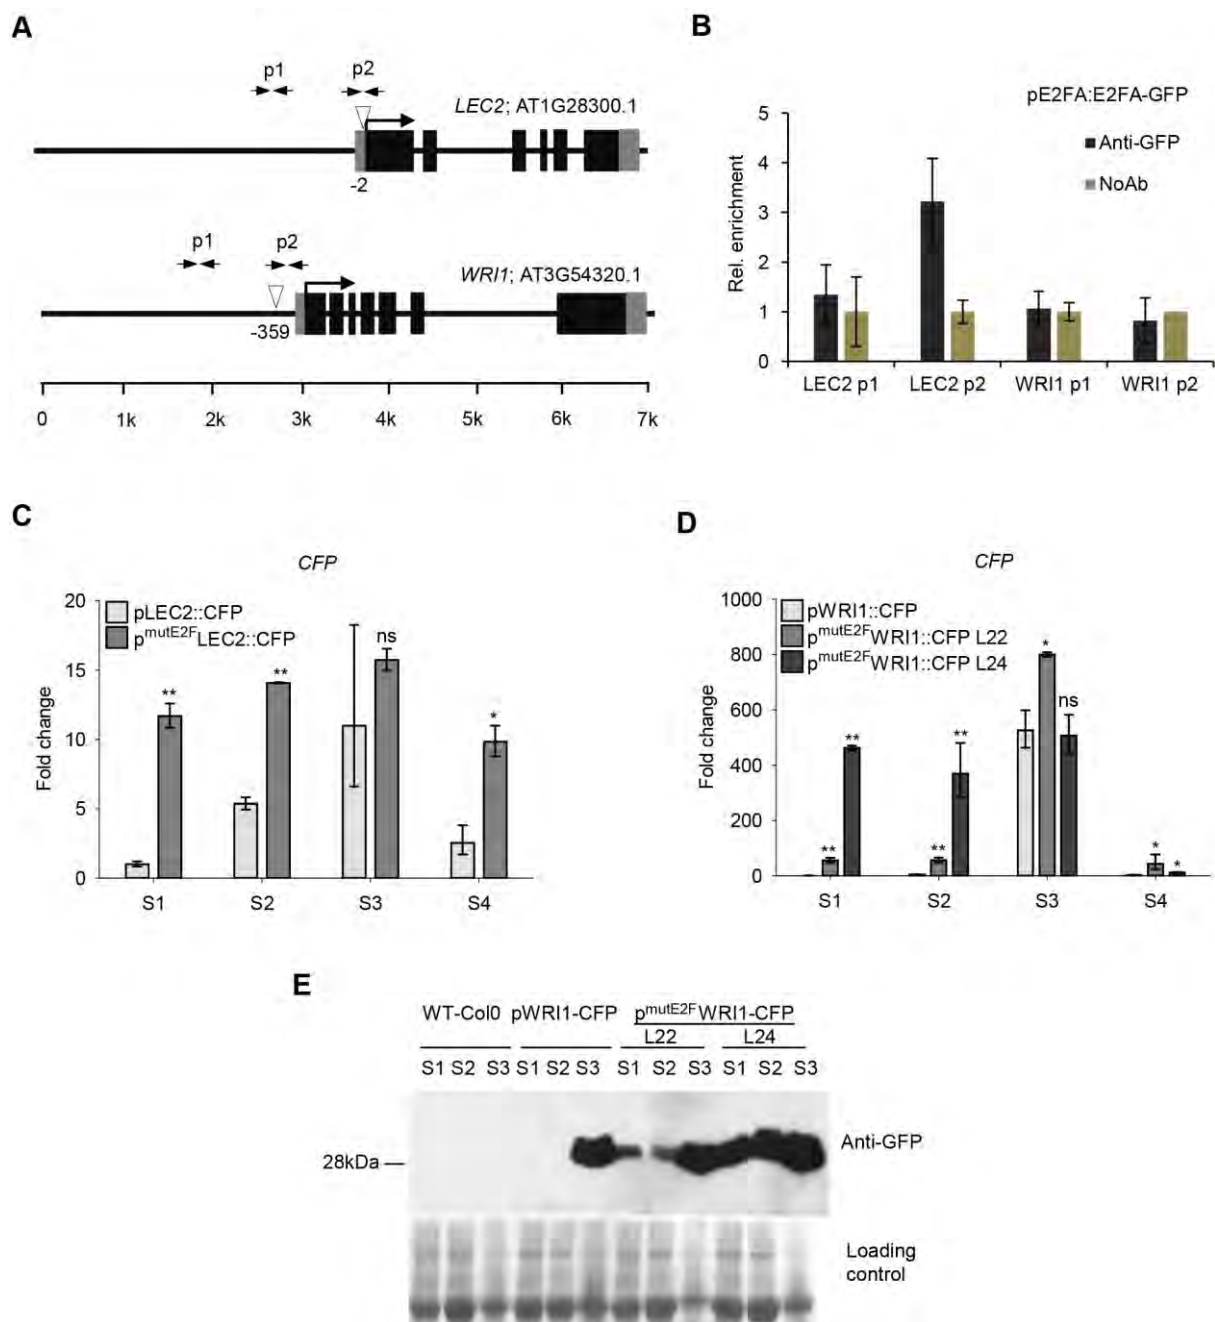 A
p1 p2
LEC2; AT1G28300.1
-2
p1 p2
WRI1; AT3G54320.1
-359
0 1k 2k 3k 4k 5k 6k 7k
B
pE2FA:E2FA-GFP
Anti-GFP
NoAb
Rel. enrichment
5
4
3
2
1
0
LEC2 p1 LEC2 p2 WRI1 p1 WRI1 p2
C
CFP
pLEC2::CFP
pmutE2FLEC2::CFP
Fold change
20
15
10
5
0
** ** ns *
S1 S2 S3 S4
D
CFP
pWRI1::CFP
pmutE2FWRI1::CFP L22
pmutE2FWRI1::CFP L24
Fold change
1000
800
600
400
200
0
** ** ** ** * ns * *
S1 S2 S3 S4
E
WT-Col0 pWRI1-CFP pmutE2FWRI1-CFP
L22 L24
S1 S2 S3 S1 S2 S3 S1 S2 S3 S1 S2 S3
28kDa
Anti-GFP
Loading
control